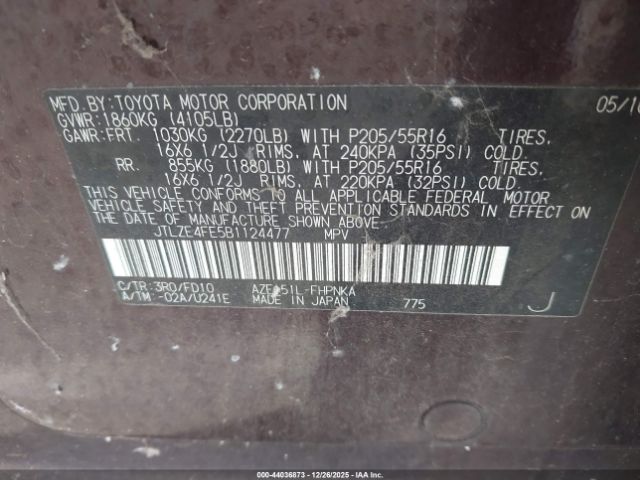 MFD. BY: TOYOTA MOTOR CORPORATION 05/10
GVWR: 1860KG (4105LB)
GAWR: FRT. 1030KG (2270LB) WITH P205/55R16 TIRES,
16X6 1/2J RIMS, AT 240KPA (35PSI) COLD.
RR. 855KG (1880LB) WITH P205/55R16 TIRES,
16X6 1/2J RIMS, AT 220KPA (32PSI) COLD.
THIS VEHICLE CONFORMS TO ALL APPLICABLE FEDERAL MOTOR
VEHICLE SAFETY AND THEFT PREVENTION STANDARDS IN EFFECT ON
THE DATE OF MANUFACTURE SHOWN ABOVE.
JTLZE4FE5B1124477 MPV
C/TR: 3R0/FD10 AZE151L-FHPNKA
A/TM: -02A/U241E MADE IN JAPAN 775 J
000-44036873 | 12/26/2025 | IAA Inc.